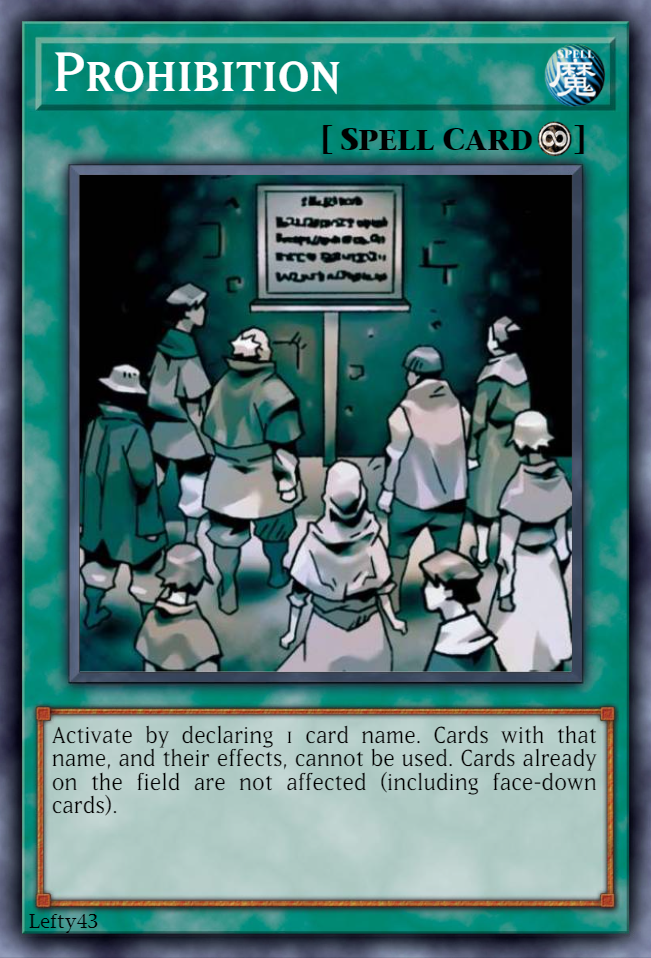 PROHIBITION
SPELL
魔
[ SPELL CARD ]
Activate by declaring 1 card name. Cards with that
name, and their effects, cannot be used. Cards already
on the field are not affected (including face-down
cards).
Lefty43